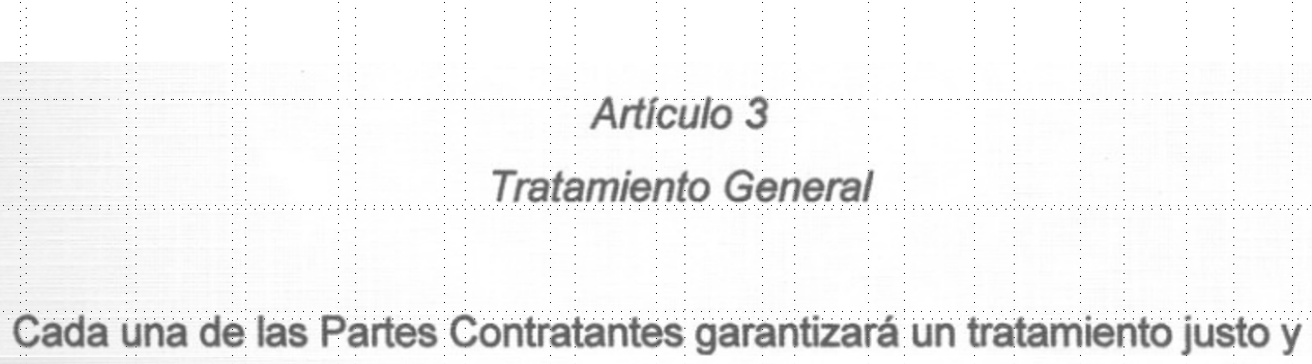 Artículo 3
Tratamiento General
Cada una de las Partes Contratantes garantizará un tratamiento justo y